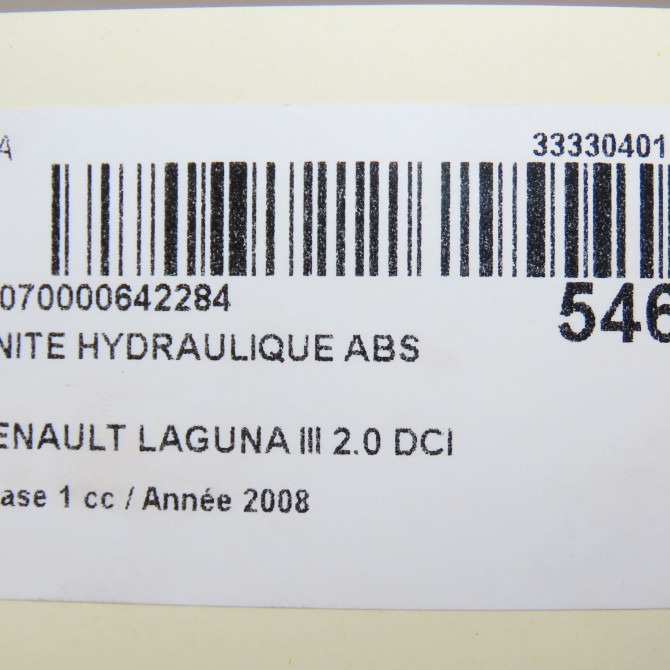 A 33330401
070000642284 546
NITE HYDRAULIQUE ABS
ENAULT LAGUNA III 2.0 DCI
ase 1 cc / Année 2008